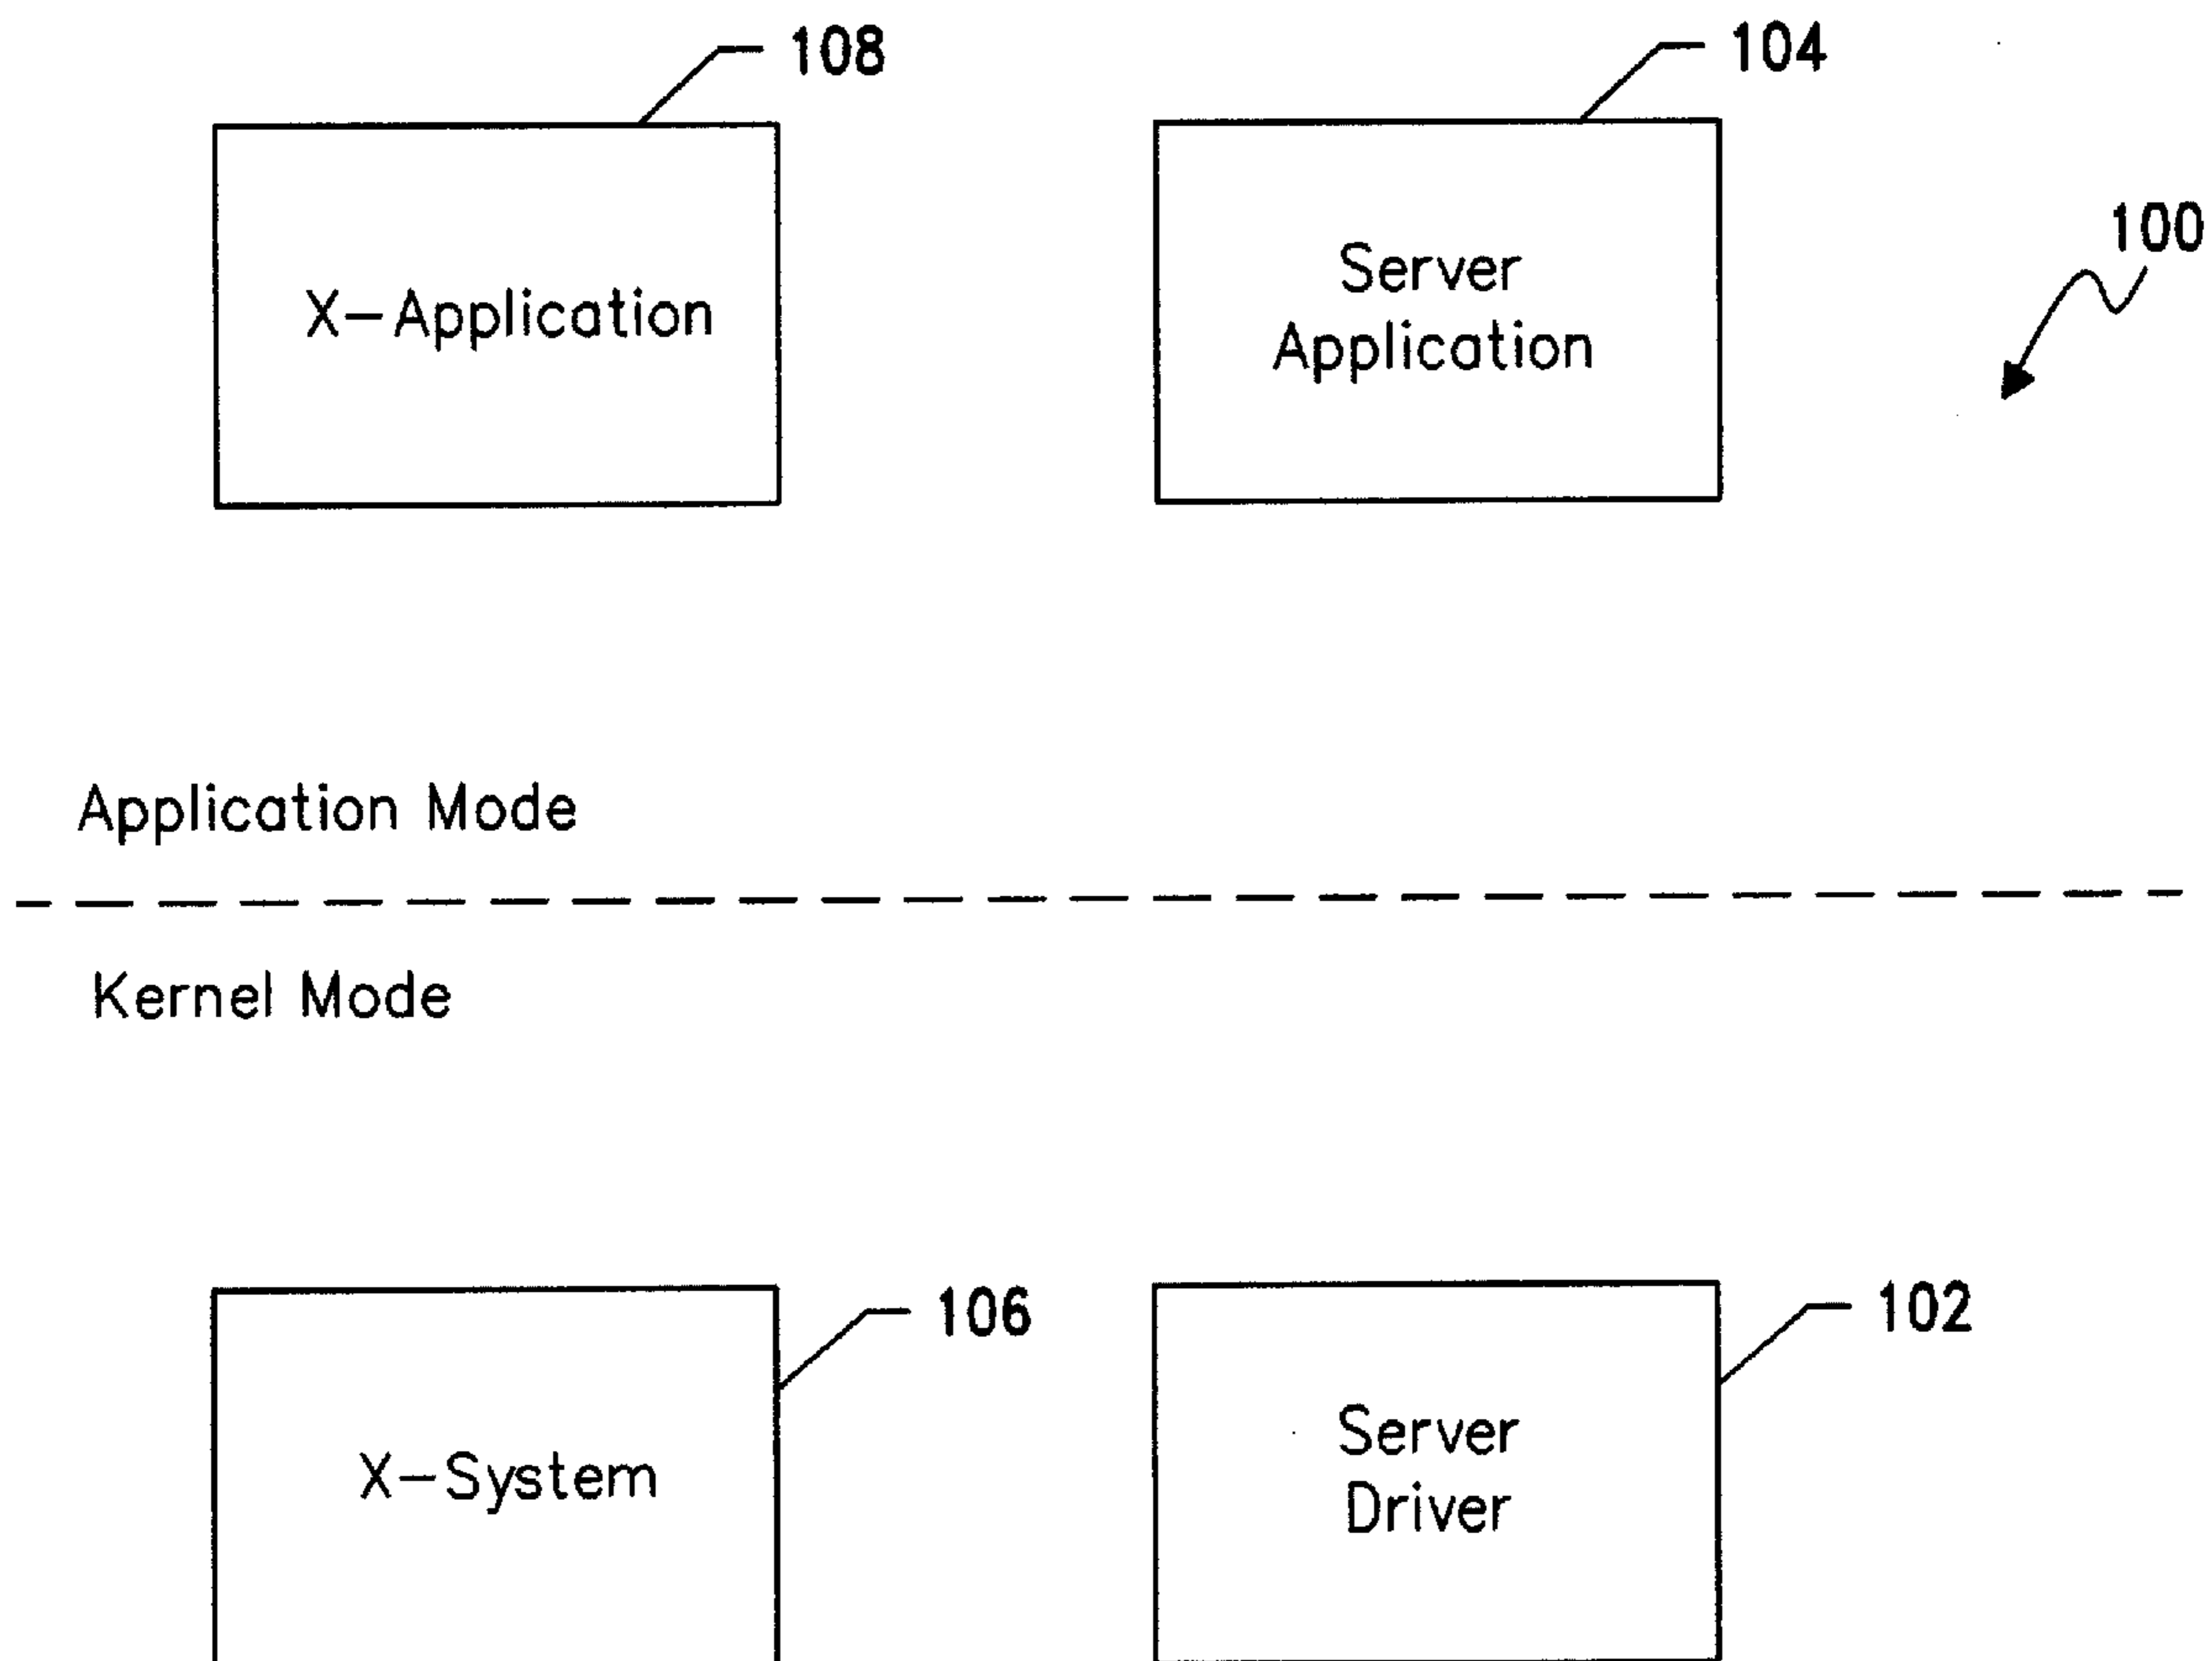 108
104
100
X-Application
Server
Application
Application Mode
Kernel Mode
106
102
X-System
Server
Driver